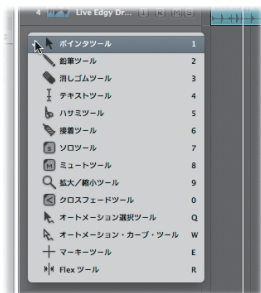 4 Live Edgy Dr...
ポインタツール 1
鉛筆ツール 2
消しゴムツール 3
テキストツール 4
ハサミツール 5
接着ツール 6
ソロツール 7
ミュートツール 8
拡大／縮小ツール 9
クロスフェードツール 0
オートメーション選択ツール Q
オートメーション・カーブ・ツール W
マーキーツール E
Flex ツール R